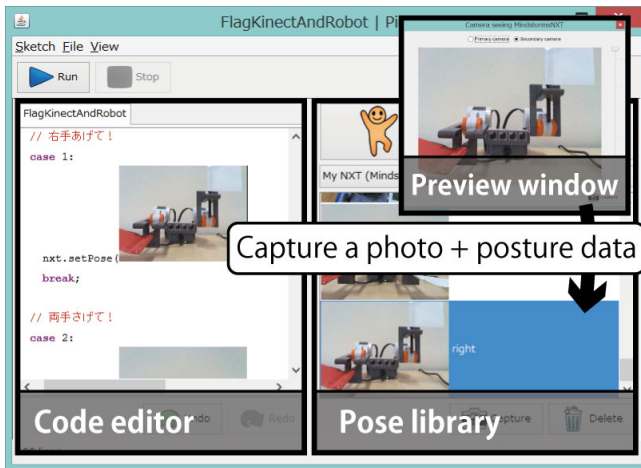 FlagKinectAndRobot | Pi
Camera seeing MindstormsNXT
Primary camera Secondary camera
Sketch File View
Run Stop
FlagKinectAndRobot
// 右手あげて！
case 1:
nxt.setPose(
break;
// 両手さげて！
case 2:
My NXT (Minds
Preview window
Capture a photo + posture data
right
Undo Redo
Capture Delete
Code editor
Pose library